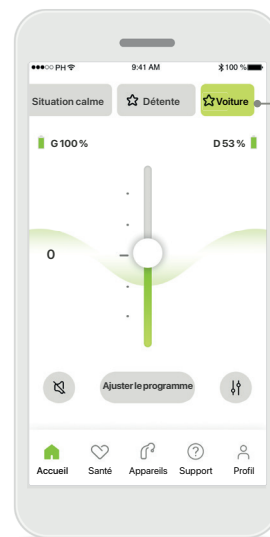 PH 9:41 AM 100 %
Situation calme Détente Voiture
G 100 % D 53 %
0
Ajuster le programme
Accueil Santé Appareils Support Profil